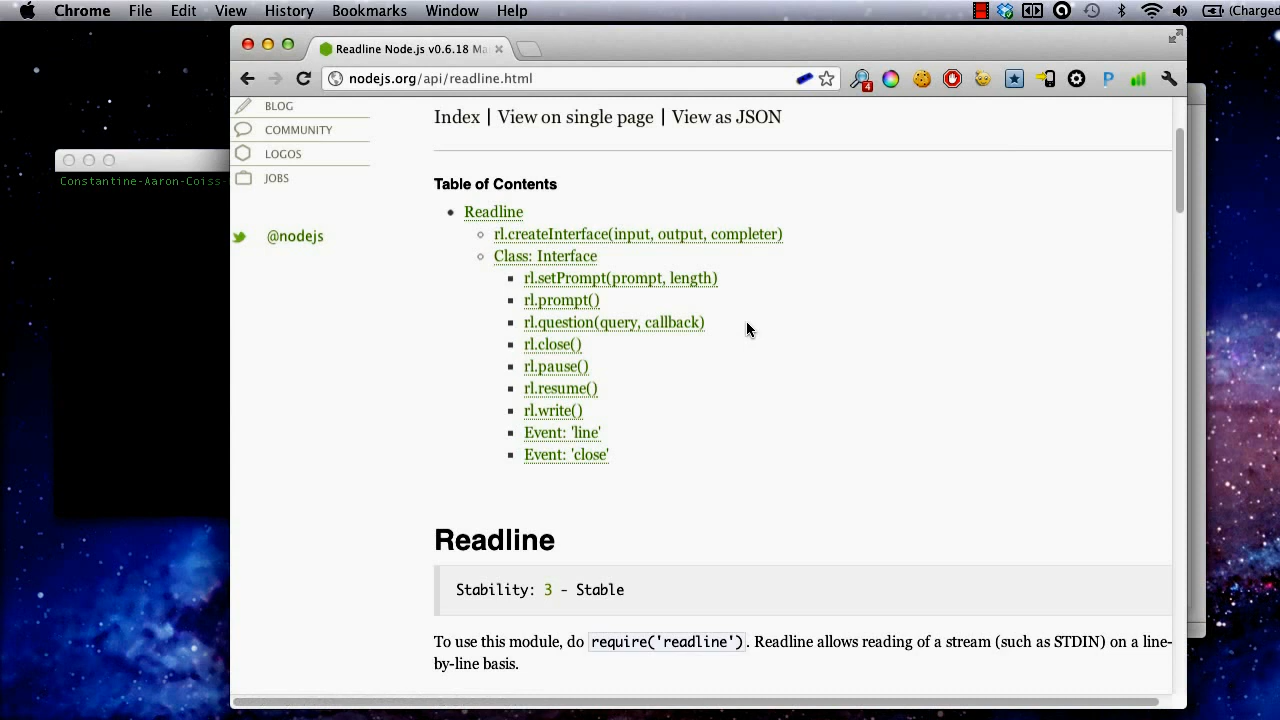 Chrome File Edit View History Bookmarks Window Help (Charged
Readline Node.js v0.6.18 Ma
nodejs.org/api/readline.html
4
BLOG
COMMUNITY
LOGOS
JOBS
@nodejs
Constantine-Aaron-Coiss
Index | View on single page | View as JSON
Table of Contents
Readline
rl.createInterface(input, output, completer)
Class: Interface
rl.setPrompt(prompt, length)
rl.prompt()
rl.question(query, callback)
rl.close()
rl.pause()
rl.resume()
rl.write()
Event: 'line'
Event: 'close'
Readline
Stability: 3 - Stable
To use this module, do require('readline'). Readline allows reading of a stream (such as STDIN) on a line-
by-line basis.